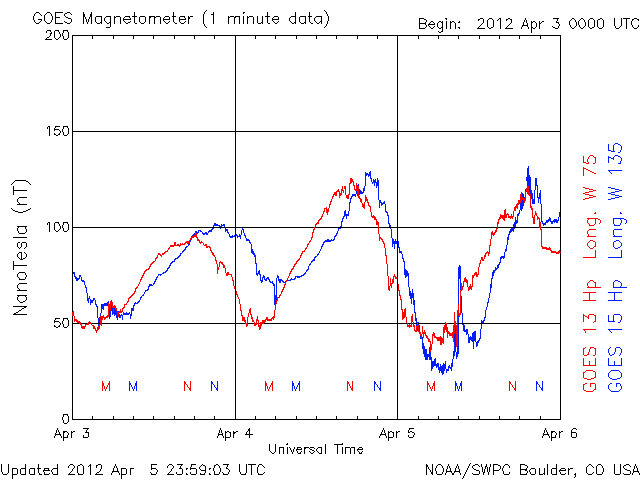 GOES Magnetometer (1 minute data)
Begin: 2012 Apr 3 0000 UTC
200
150
100
50
0
NanoTesla (nT)
M M N N M M N N M M N N
Apr 3 Apr 4 Apr 5 Apr 6
Universal Time
GOES 13 Hp Long. W 75
GOES 15 Hp Long. W 135
Updated 2012 Apr 5 23:59:03 UTC
NOAA/SWPC Boulder, CO USA